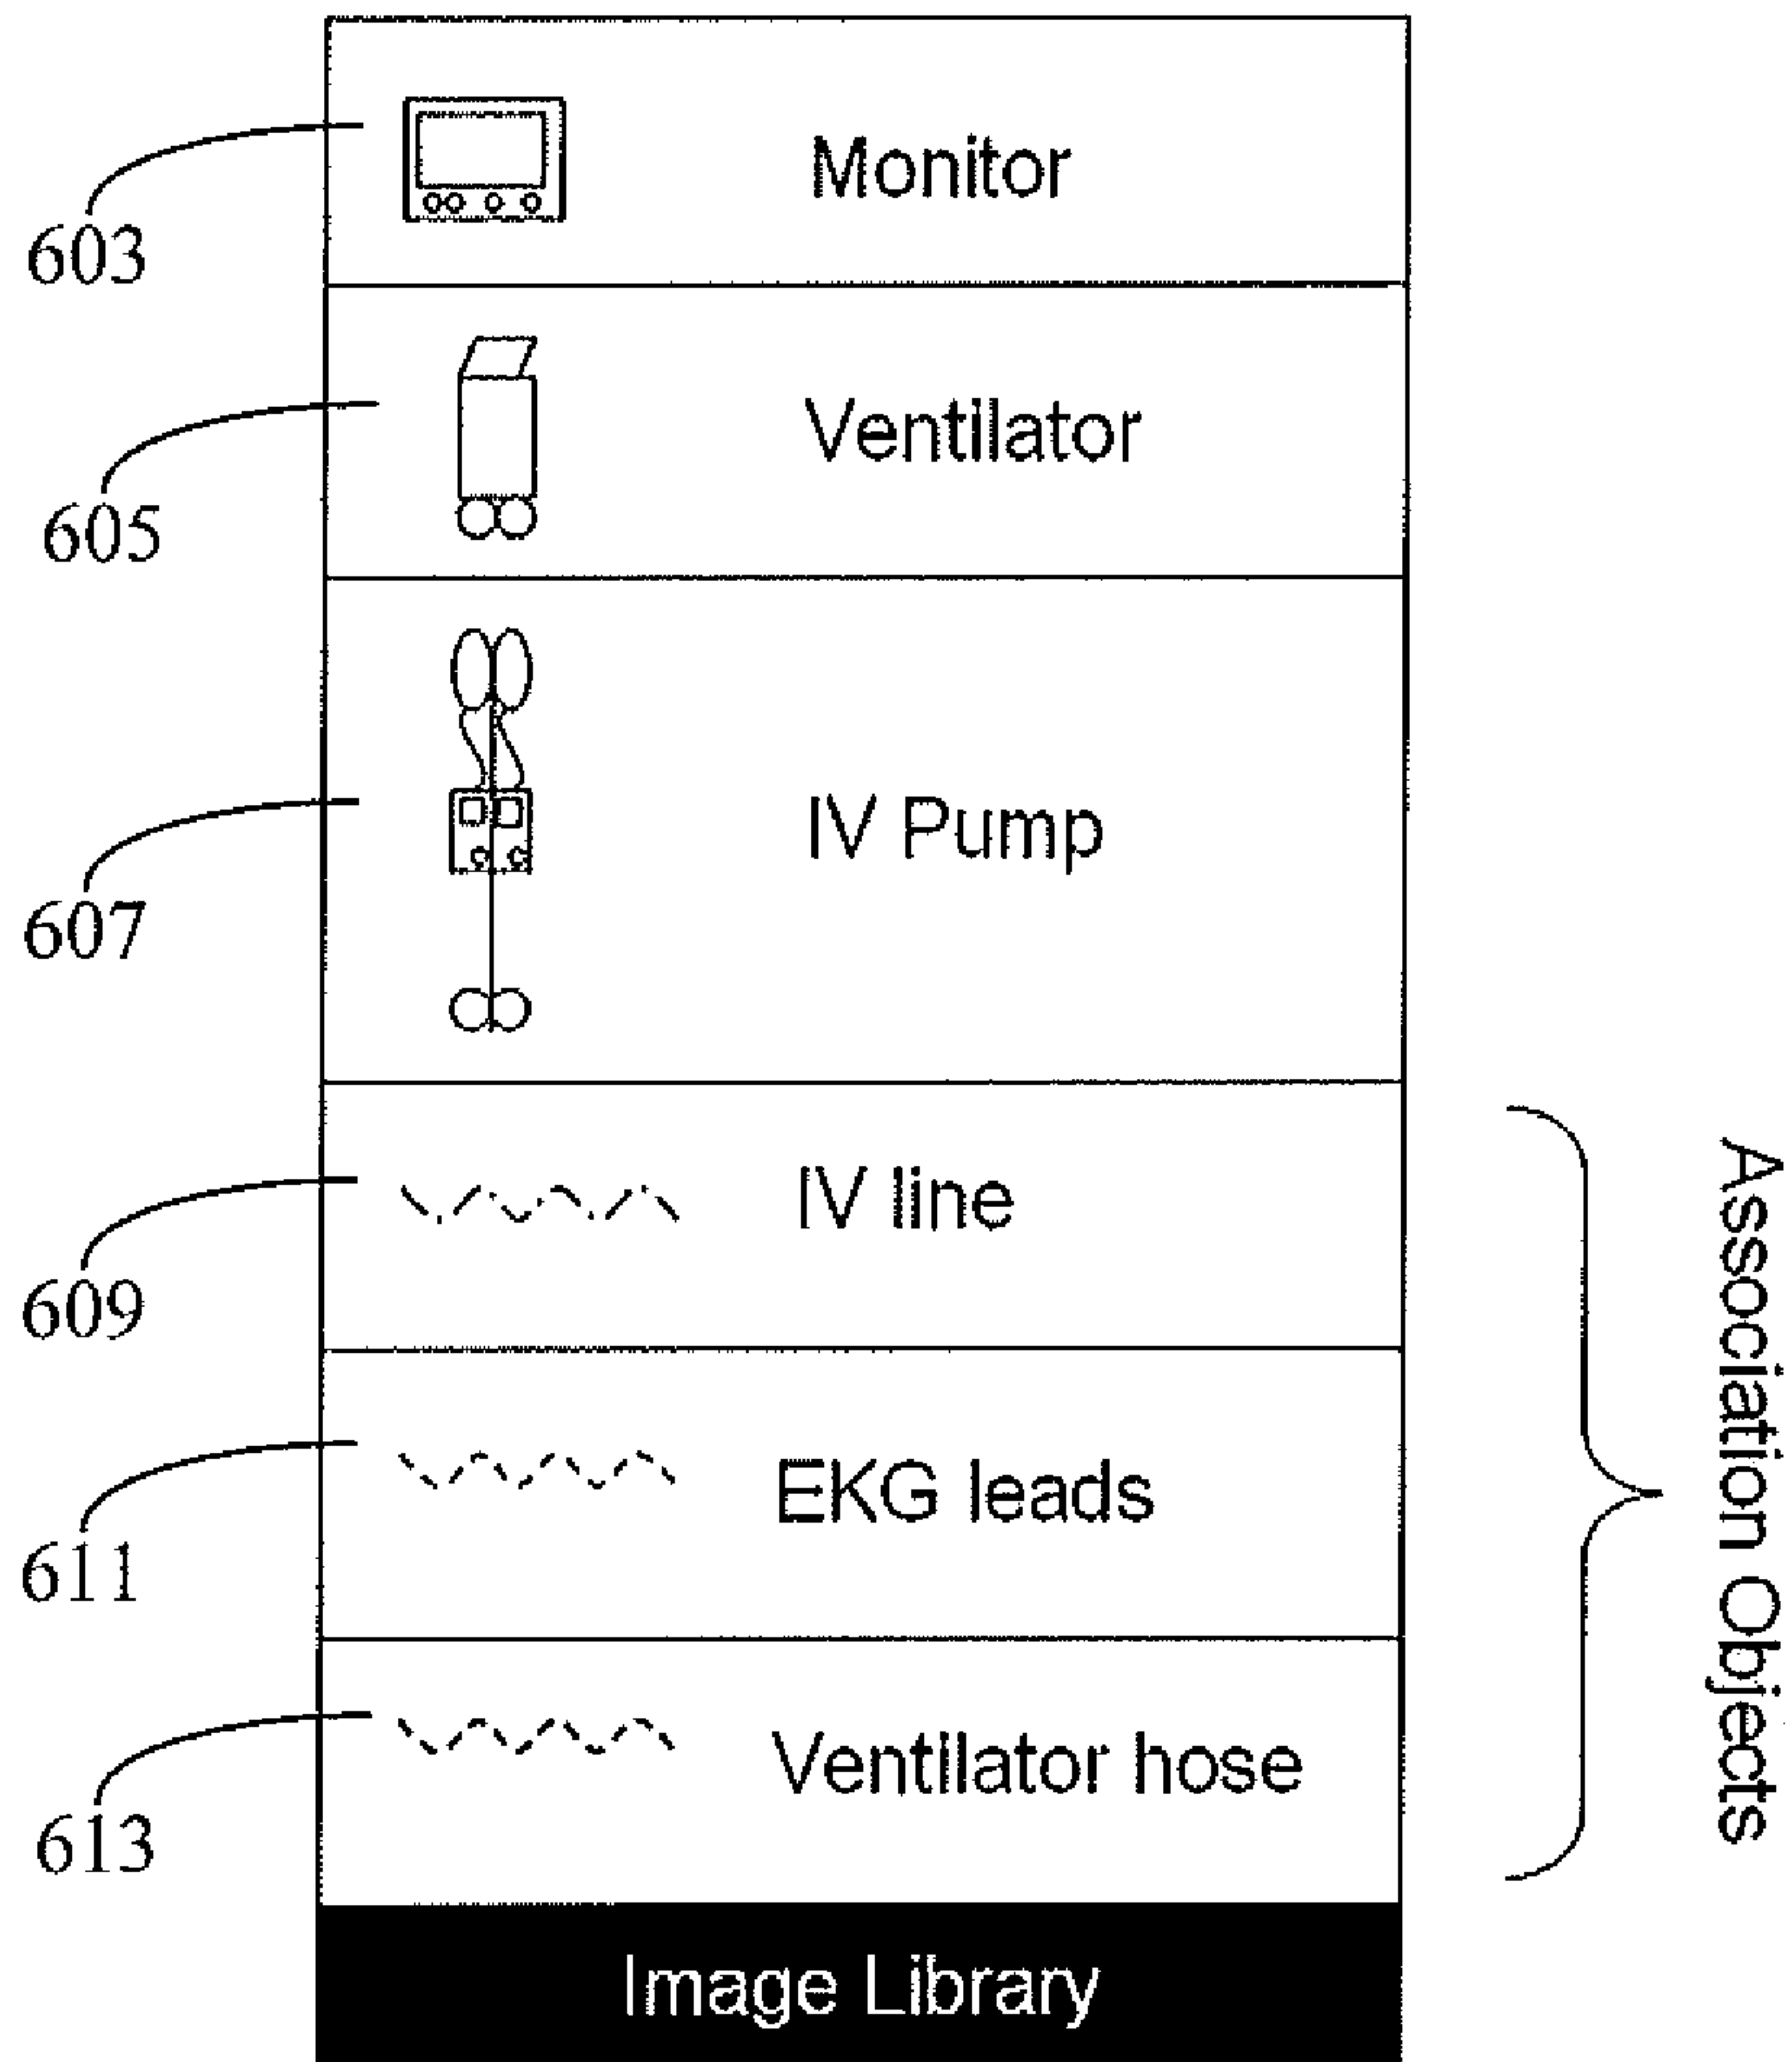 Monitor
603
Ventilator
605
IV Pump
607
IV line
609
EKG leads
611
Ventilator hose
613
Association Objects
Image Library